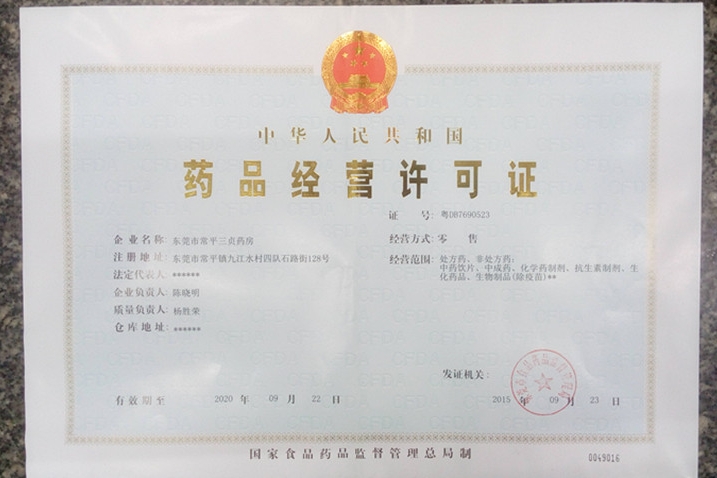 中华人民共和国
药品经营许可证
证 号: 粤DB7690523
企业名称: 东莞市常平三贞药房
注册地址: 东莞市常平镇九江水村四队石路街128号
法定代表人: ******
企业负责人: 陈晓明
质量负责人: 杨胜荣
仓库地址: ******
经营方式: 零 售
经营范围: 处方药、非处方药:
中药饮片、中成药、化学药制剂、抗生素制剂、生
化药品、生物制品(除疫苗)**
发证机关:
有效期至 2020 年 09 月 22 日
2015 年 09 月 23 日
国家食品药品监督管理总局制
0049016